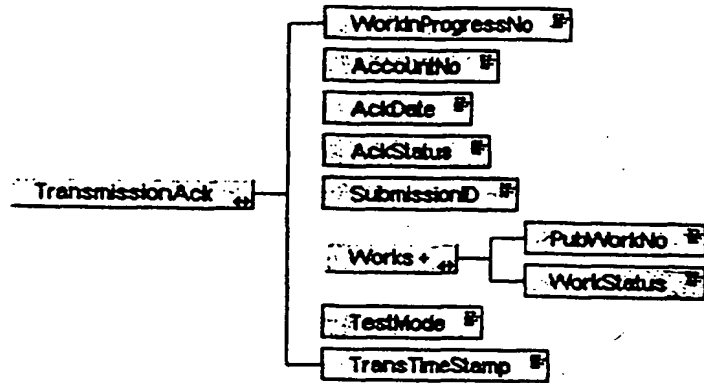 WorkInProgressNo
AccountNo
AckDate
AckStatus
TransmissionAck
SubmissionID
PubWorkNo
Works +
WorkStatus
TestMode
TransTimeStamp